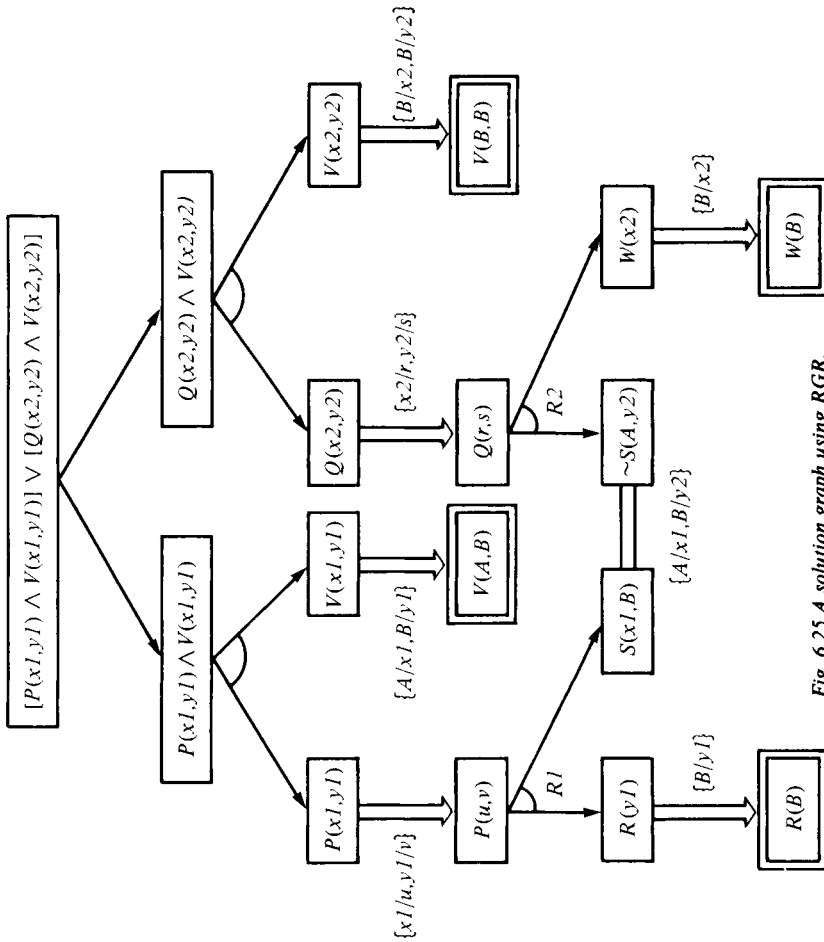 [P(x1,y1) ∧ V(x1,y1)] ∨ [Q(x2,y2) ∧ V(x2,y2)]
P(x1,y1) ∧ V(x1,y1)
Q(x2,y2) ∧ V(x2,y2)
P(x1,y1)
V(x1,y1)
Q(x2,y2)
V(x2,y2)
{x1/u,y1/v}
{A/x1,B/y1}
{x2/r,y2/s}
{B/x2,B/y2}
P(u,v)
V(A,B)
Q(r,s)
V(B,B)
R1
R2
R(y1)
S(x1,B)
~S(A,y2)
W(x2)
{B/y1}
{A/x1,B/y2}
{B/x2}
R(B)
W(B)
Fig. 6.25 A solution graph using RGR.